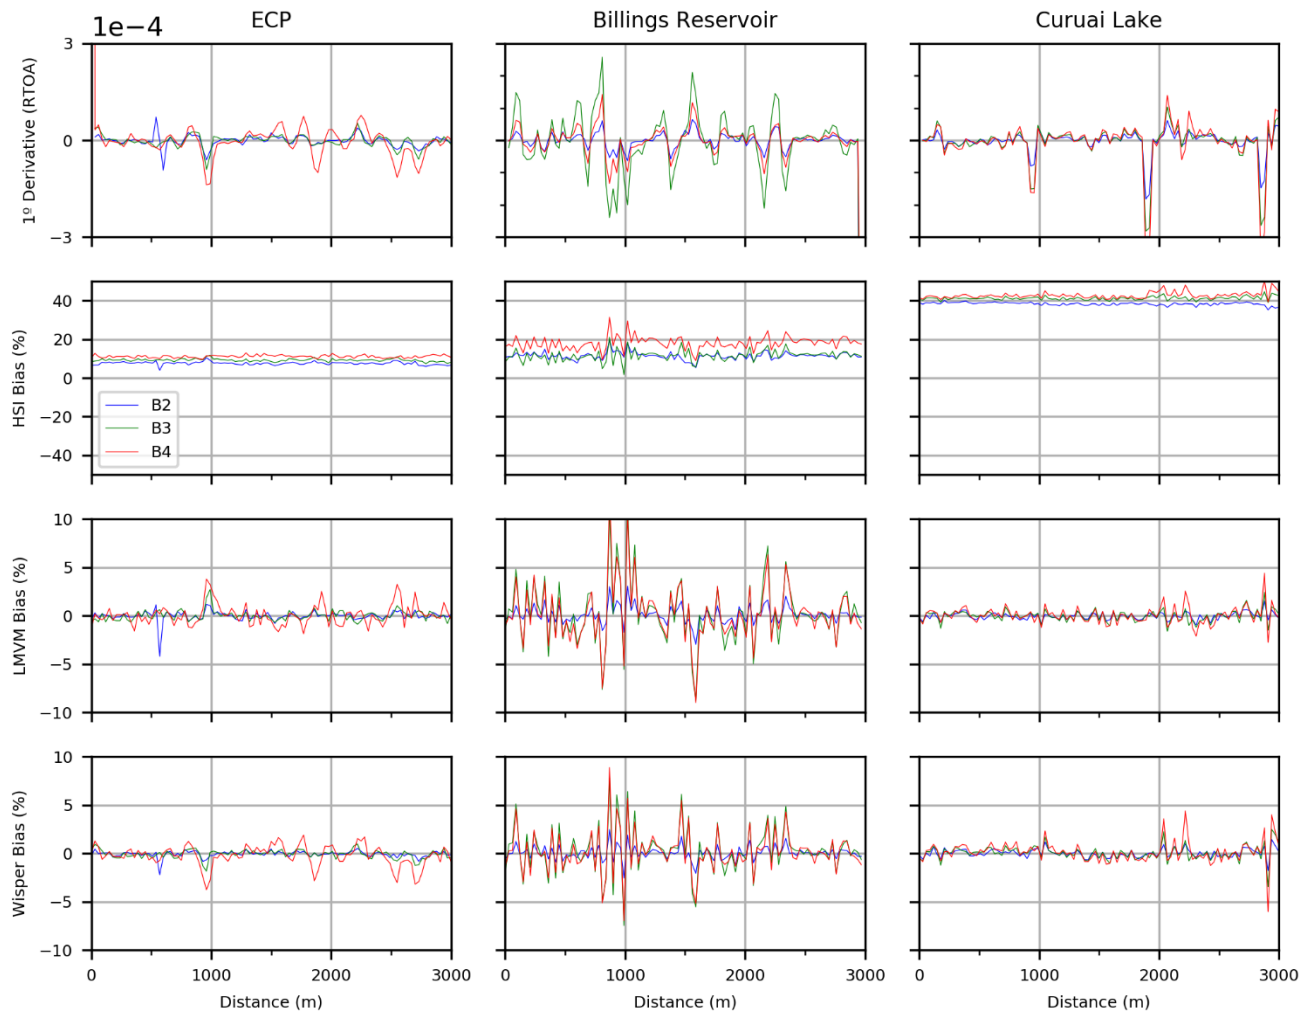 ECP Billings Reservoir Curuai Lake
1e−4
1º Derivative (RTOA)
3
0
−3
HSI Bias (%)
40
20
0
−20
−40
B2
B3
B4
LMVM Bias (%)
10
5
0
−5
−10
Wisper Bias (%)
10
5
0
−5
−10
0 1000 2000 3000 0 1000 2000 3000 0 1000 2000 3000
Distance (m) Distance (m) Distance (m)